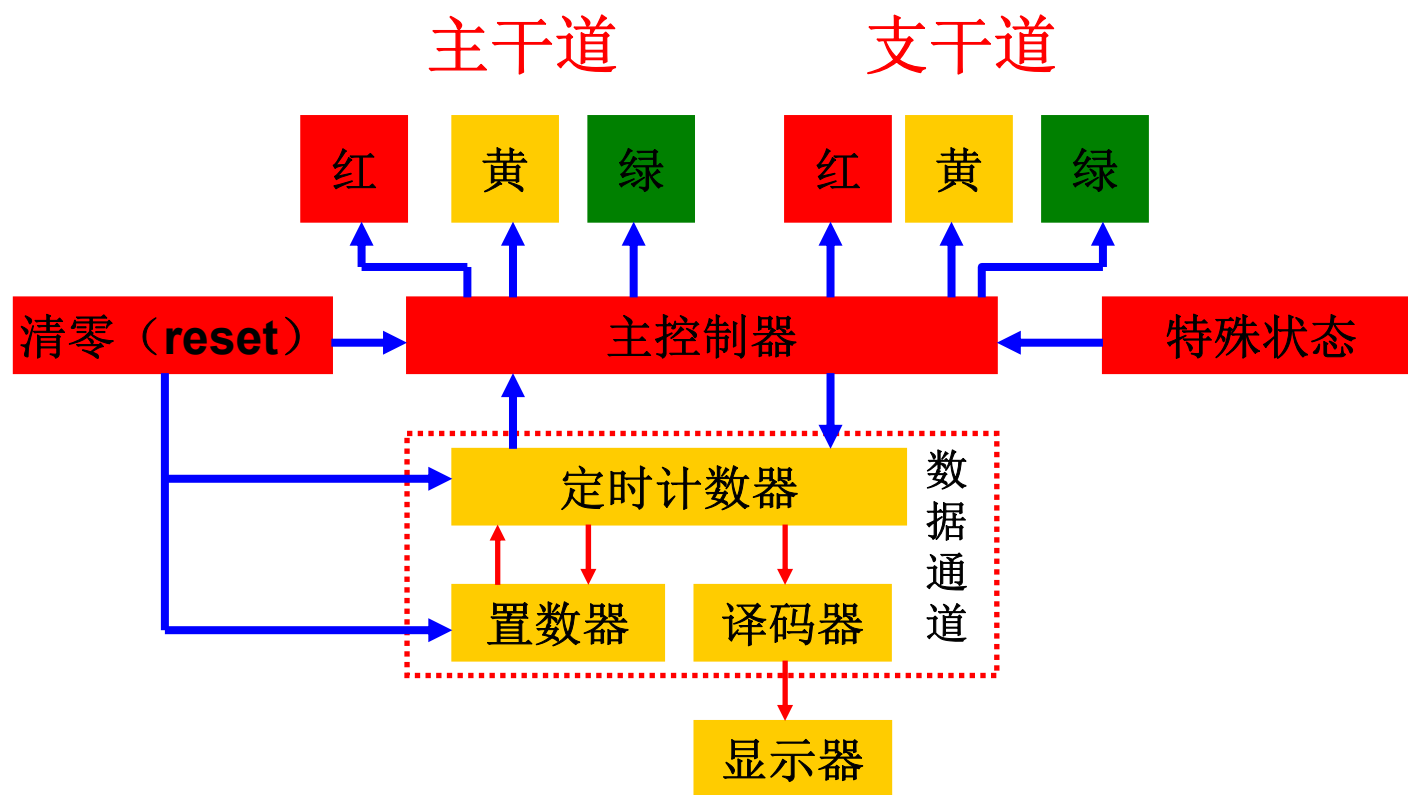 主干道
支干道
红
黄
绿
红
黄
绿
清零（reset）
主控制器
特殊状态
定时计数器
数
据
通
道
置数器
译码器
显示器